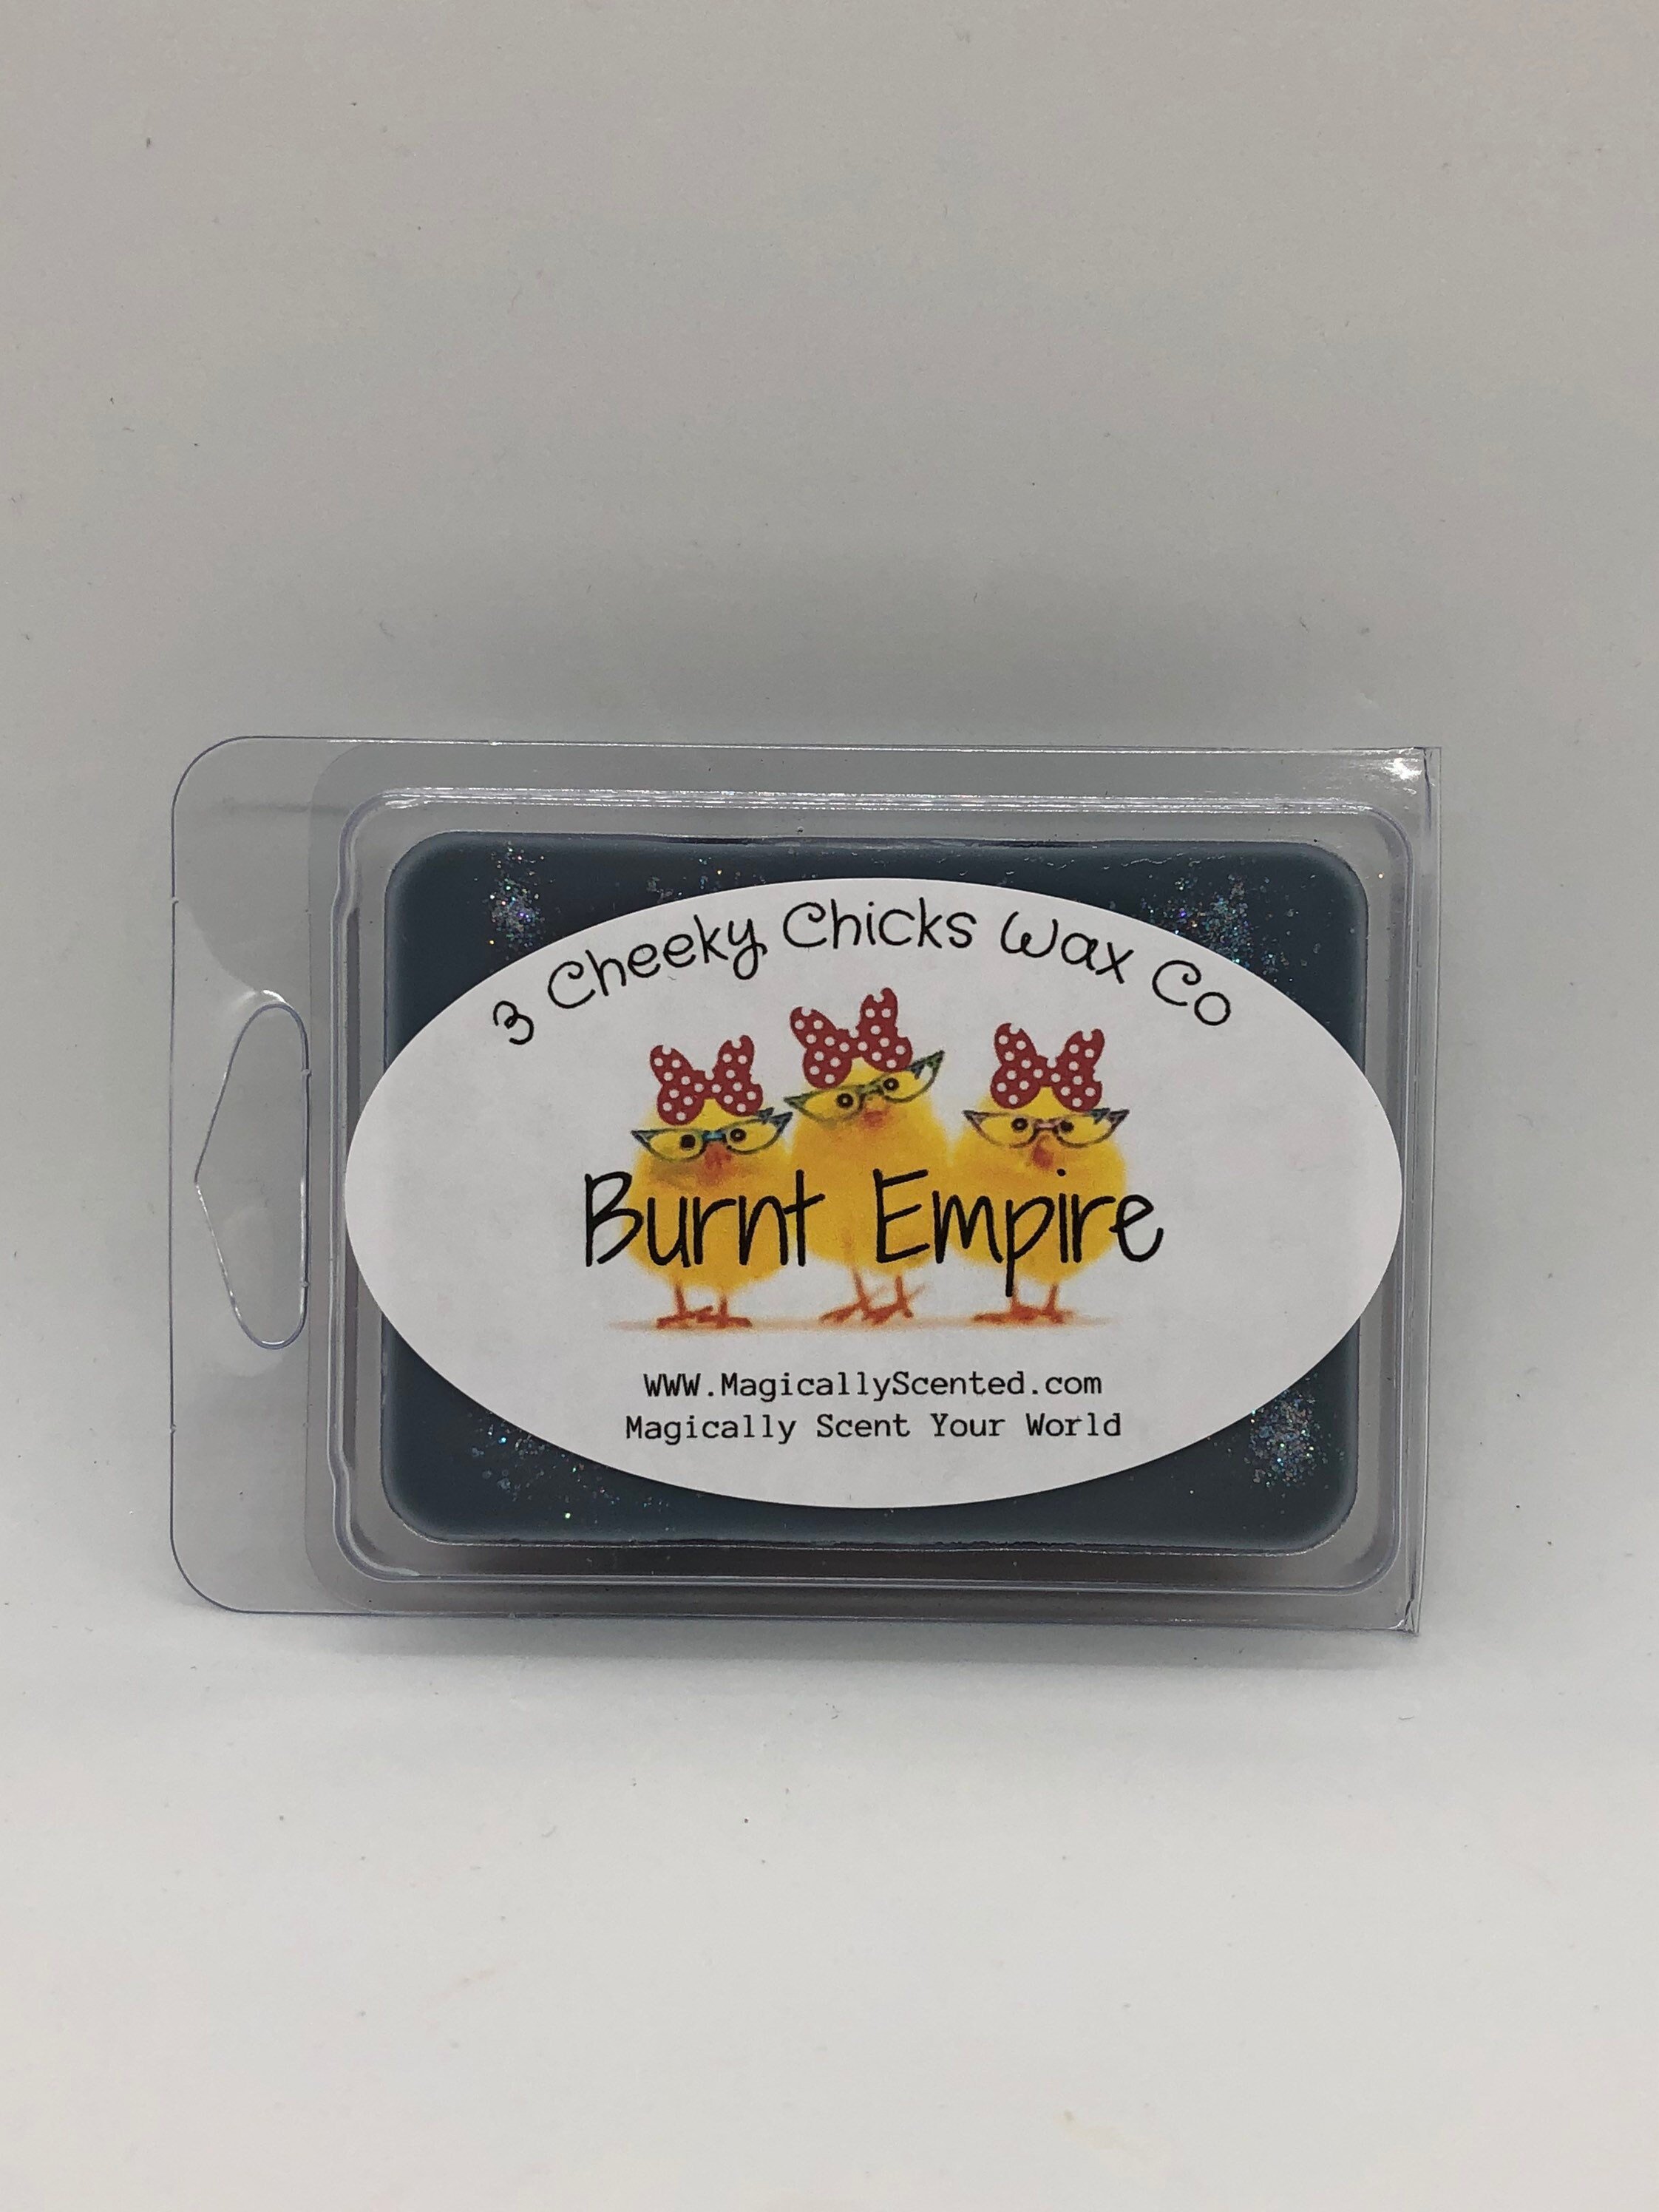 3 Cheeky Chicks Wax Co
Burnt Empire
WWW.MagicallyScented.com
Magically Scent Your World